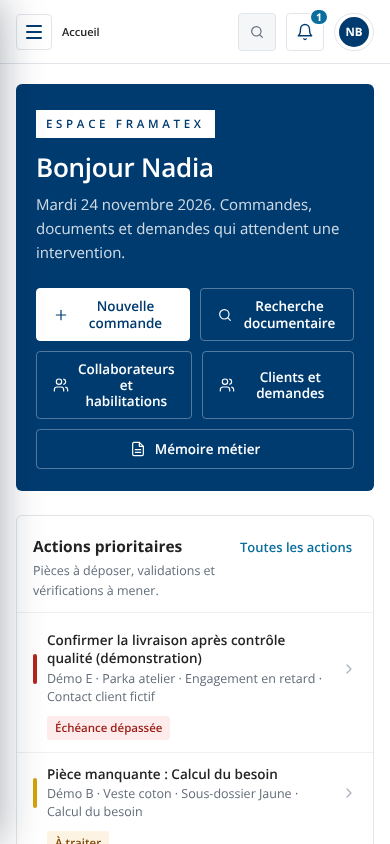 Accueil
1
NB
ESPACE FRAMATEX
Bonjour Nadia
Mardi 24 novembre 2026. Commandes,
documents et demandes qui attendent une
intervention.
Nouvelle
commande
Recherche
documentaire
Collaborateurs
et
habilitations
Clients et
demandes
Mémoire métier
Actions prioritaires
Toutes les actions
Pièces à déposer, validations et
vérifications à mener.
Confirmer la livraison après contrôle
qualité (démonstration)
Démo E · Parka atelier · Engagement en retard ·
Contact client fictif
Échéance dépassée
Pièce manquante : Calcul du besoin
Démo B · Veste coton · Sous-dossier Jaune ·
Calcul du besoin
À traiter